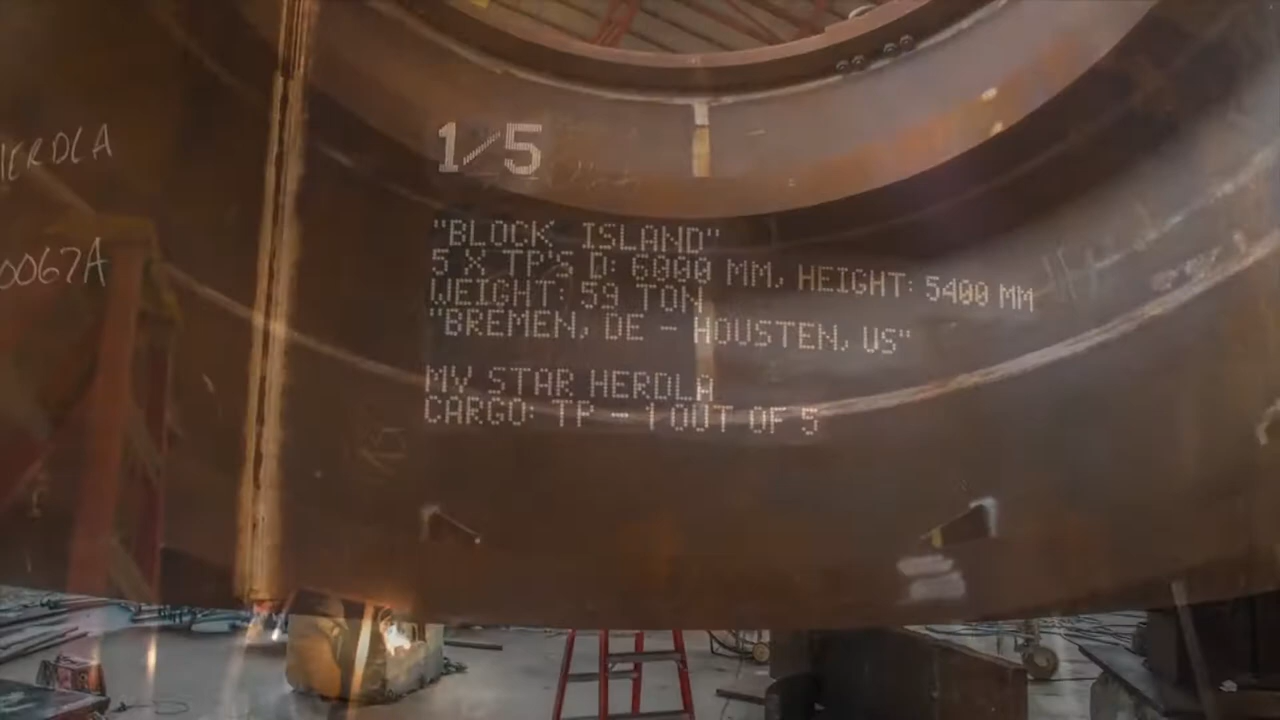 1/5
"BLOCK ISLAND"
5 X TP'S D: 6000 MM, HEIGHT: 5400 MM
WEIGHT: 59 TON
"BREMEN, DE - HOUSTEN, US"
MV STAR HERDLA
CARGO: TP - 1 OUT OF 5
0067A